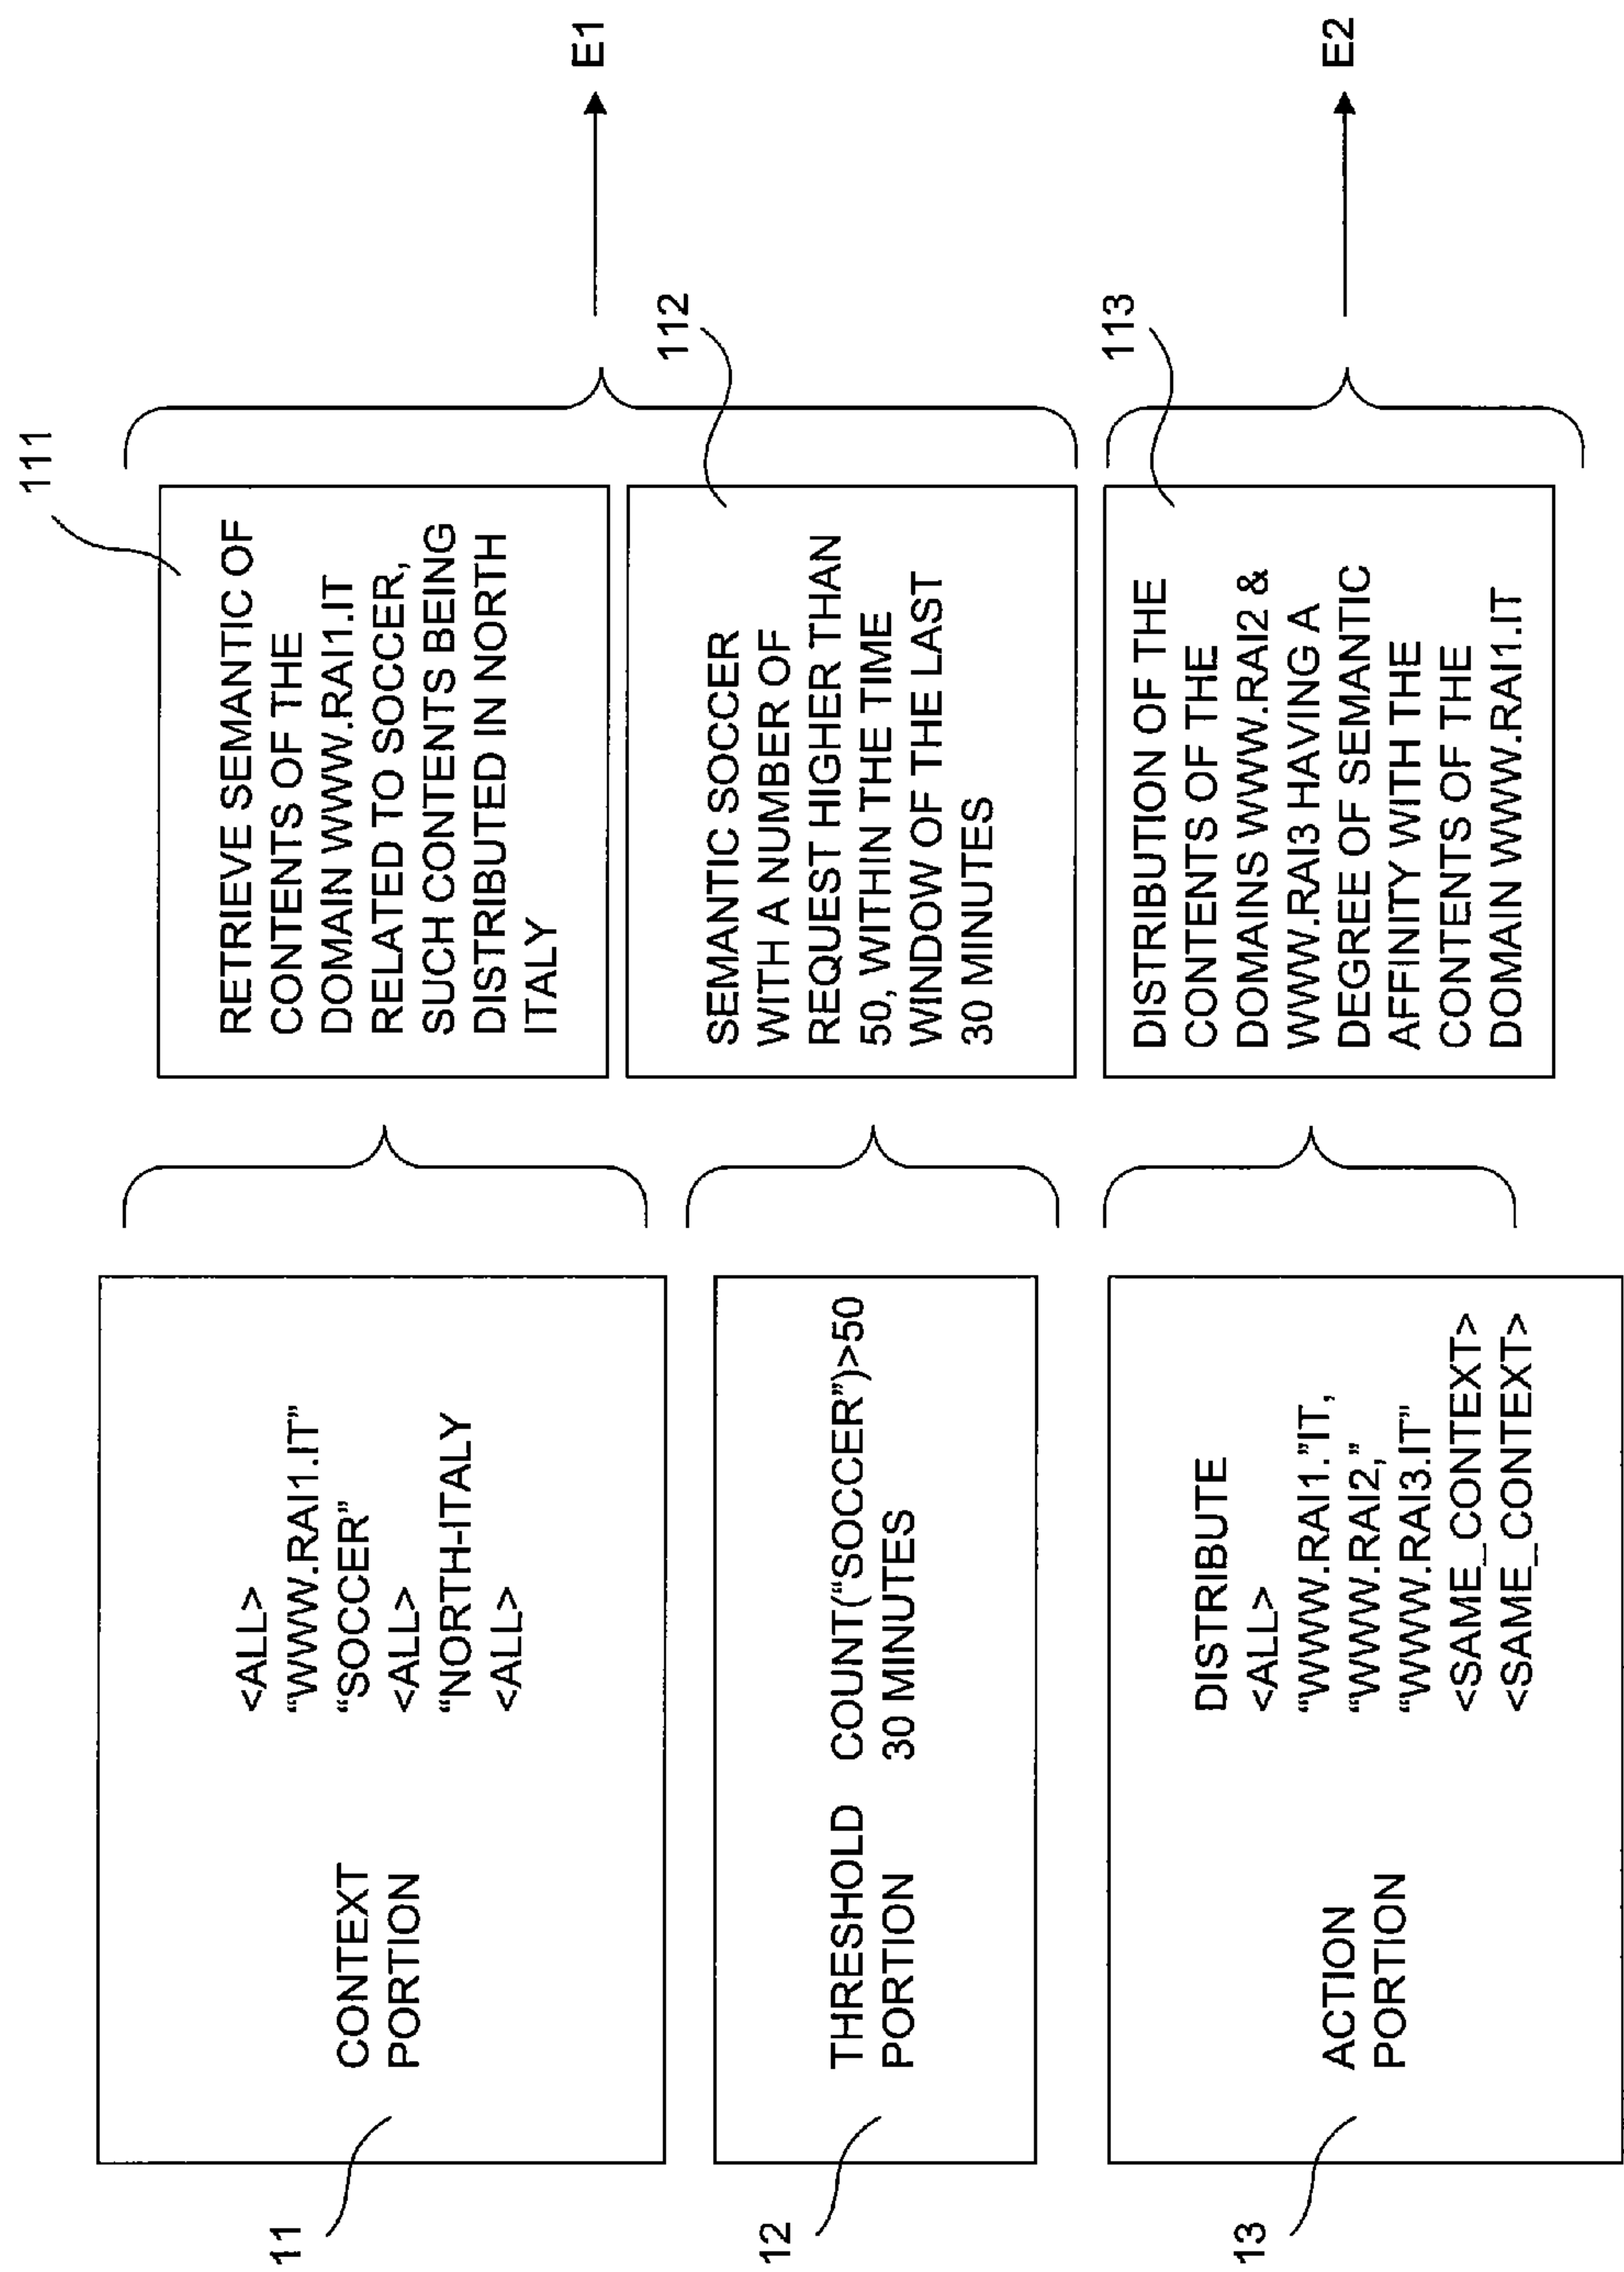 11
CONTEXT
PORTION
<ALL>
“WWW.RAI1.IT”
“SOCCER”
<ALL>
“NORTH-ITALY
<ALL>
111
RETRIEVE SEMANTIC OF
CONTENTS OF THE
DOMAIN WWW.RAI1.IT
RELATED TO SOCCER,
SUCH CONTENTS BEING
DISTRIBUTED IN NORTH
ITALY
E1
12
THRESHOLD
PORTION
COUNT(“SOCCER”)>50
30 MINUTES
112
SEMANTIC SOCCER
WITH A NUMBER OF
REQUEST HIGHER THAN
50, WITHIN THE TIME
WINDOW OF THE LAST
30 MINUTES
13
ACTION
PORTION
DISTRIBUTE
<ALL>
“WWW.RAI1.”IT,
“WWW.RAI2,”
“WWW.RAI3.IT”
<SAME_CONTEXT>
<SAME_CONTEXT>
113
DISTRIBUTION OF THE
CONTENTS OF THE
DOMAINS WWW.RAI2 &
WWW.RAI3 HAVING A
DEGREE OF SEMANTIC
AFFINITY WITH THE
CONTENTS OF THE
DOMAIN WWW.RAI1.IT
E2